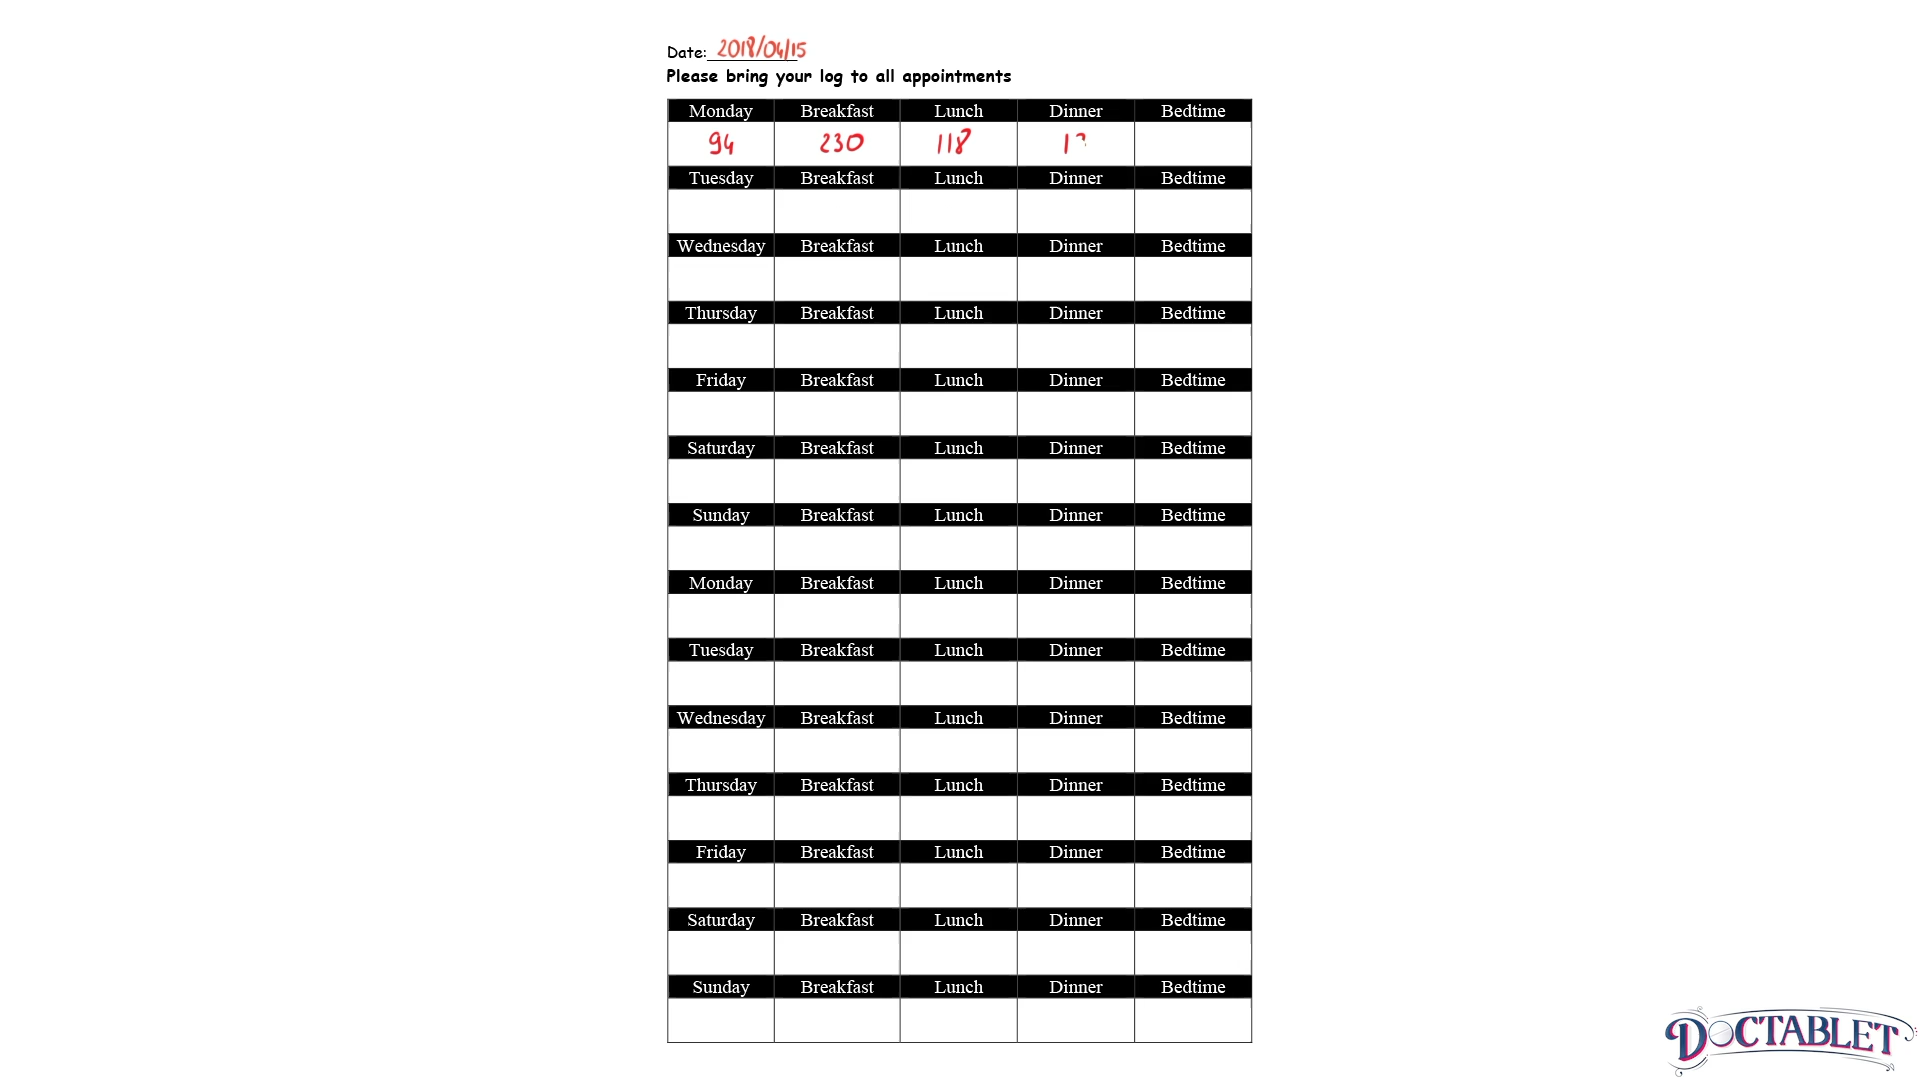 Date: 2018/04/15
Please bring your log to all appointments
Monday Breakfast Lunch Dinner Bedtime
94 230 118
Tuesday Breakfast Lunch Dinner Bedtime
Wednesday Breakfast Lunch Dinner Bedtime
Thursday Breakfast Lunch Dinner Bedtime
Friday Breakfast Lunch Dinner Bedtime
Saturday Breakfast Lunch Dinner Bedtime
Sunday Breakfast Lunch Dinner Bedtime
Monday Breakfast Lunch Dinner Bedtime
Tuesday Breakfast Lunch Dinner Bedtime
Wednesday Breakfast Lunch Dinner Bedtime
Thursday Breakfast Lunch Dinner Bedtime
Friday Breakfast Lunch Dinner Bedtime
Saturday Breakfast Lunch Dinner Bedtime
Sunday Breakfast Lunch Dinner Bedtime
DOCTABLET